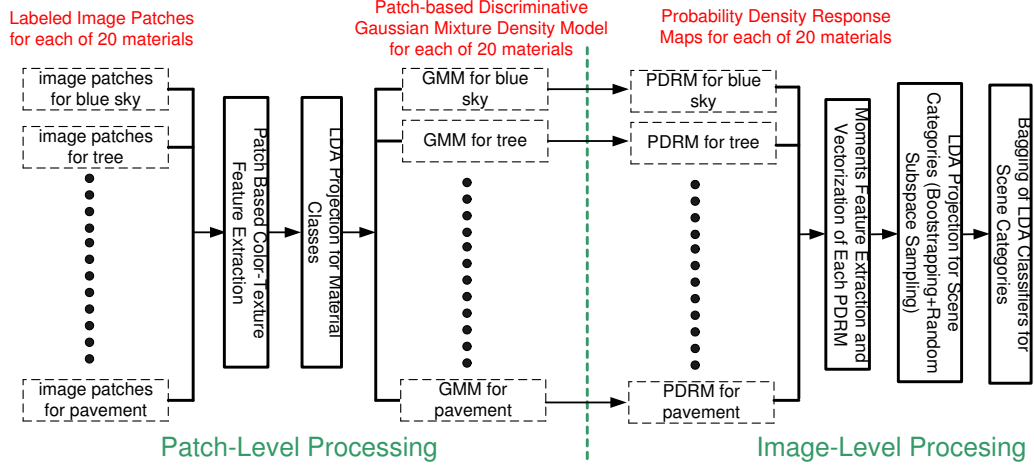 Labeled Image Patches
for each of 20 materials
Patch-based Discriminative
Gaussian Mixture Density Model
for each of 20 materials
Probability Density Response
Maps for each of 20 materials
image patches
for blue sky
image patches
for tree
image patches
for pavement
Patch Based Color-Texture
Feature Extraction
LDA Projection for Material
Classes
GMM for blue
sky
GMM for tree
GMM for
pavement
PDRM for blue
sky
PDRM for tree
PDRM for
pavement
Moments Feature Extraction and
Vectorization of Each PDRM
LDA Projection for Scene
Categories (Bootstrapping+Random
Subspace Sampling)
Bagging of LDA Classifiers for
Scene Categories
Patch-Level Processing
Image-Level Procesing